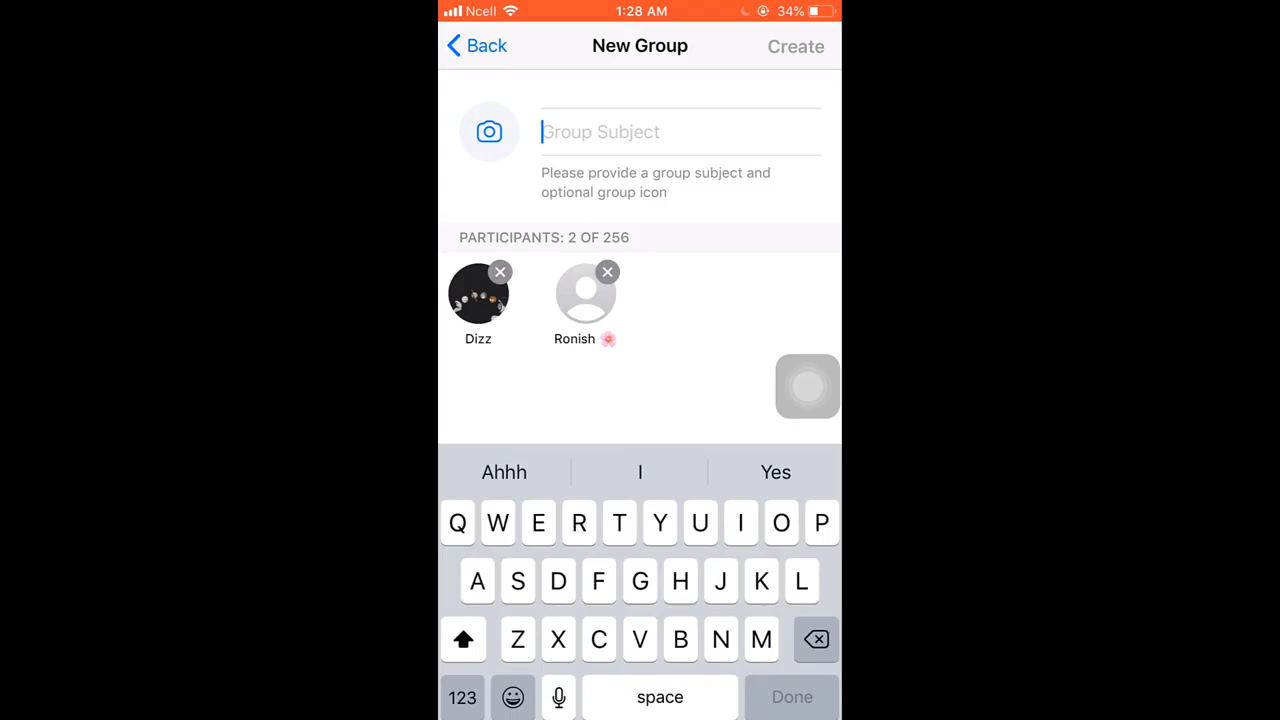 Ncell 1:28 AM 34%
Back New Group Create
Group Subject
Please provide a group subject and
optional group icon
PARTICIPANTS: 2 OF 256
Dizz Ronish 🌸
Ahhh I Yes
Q W E R T Y U I O P
A S D F G H J K L
Z X C V B N M
123 space Done